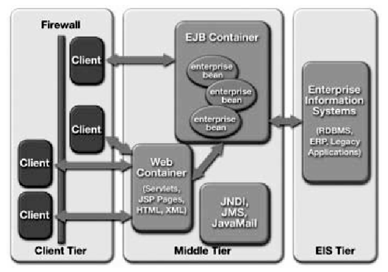 Firewall
Client
Client
Client
Client
Client Tier
EJB Container
enterprise
bean
enterprise
bean
enterprise
bean
Web
Container
(Servlets,
JSP Pages,
HTML, XML)
JNDI,
JMS,
JavaMail
Middle Tier
Enterprise
Information
Systems
(RDBMS,
ERP, Legacy
Applications)
EIS Tier